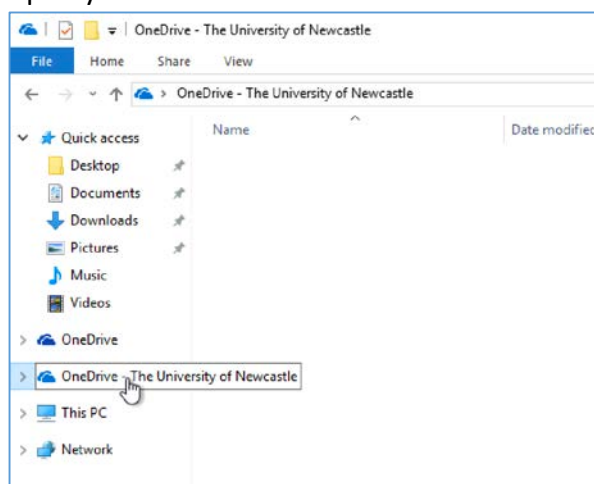 OneDrive - The University of Newcastle
File Home Share View
OneDrive - The University of Newcastle
Name Date modified
Quick access
Desktop
Documents
Downloads
Pictures
Music
Videos
OneDrive
OneDrive - The University of Newcastle
This PC
Network